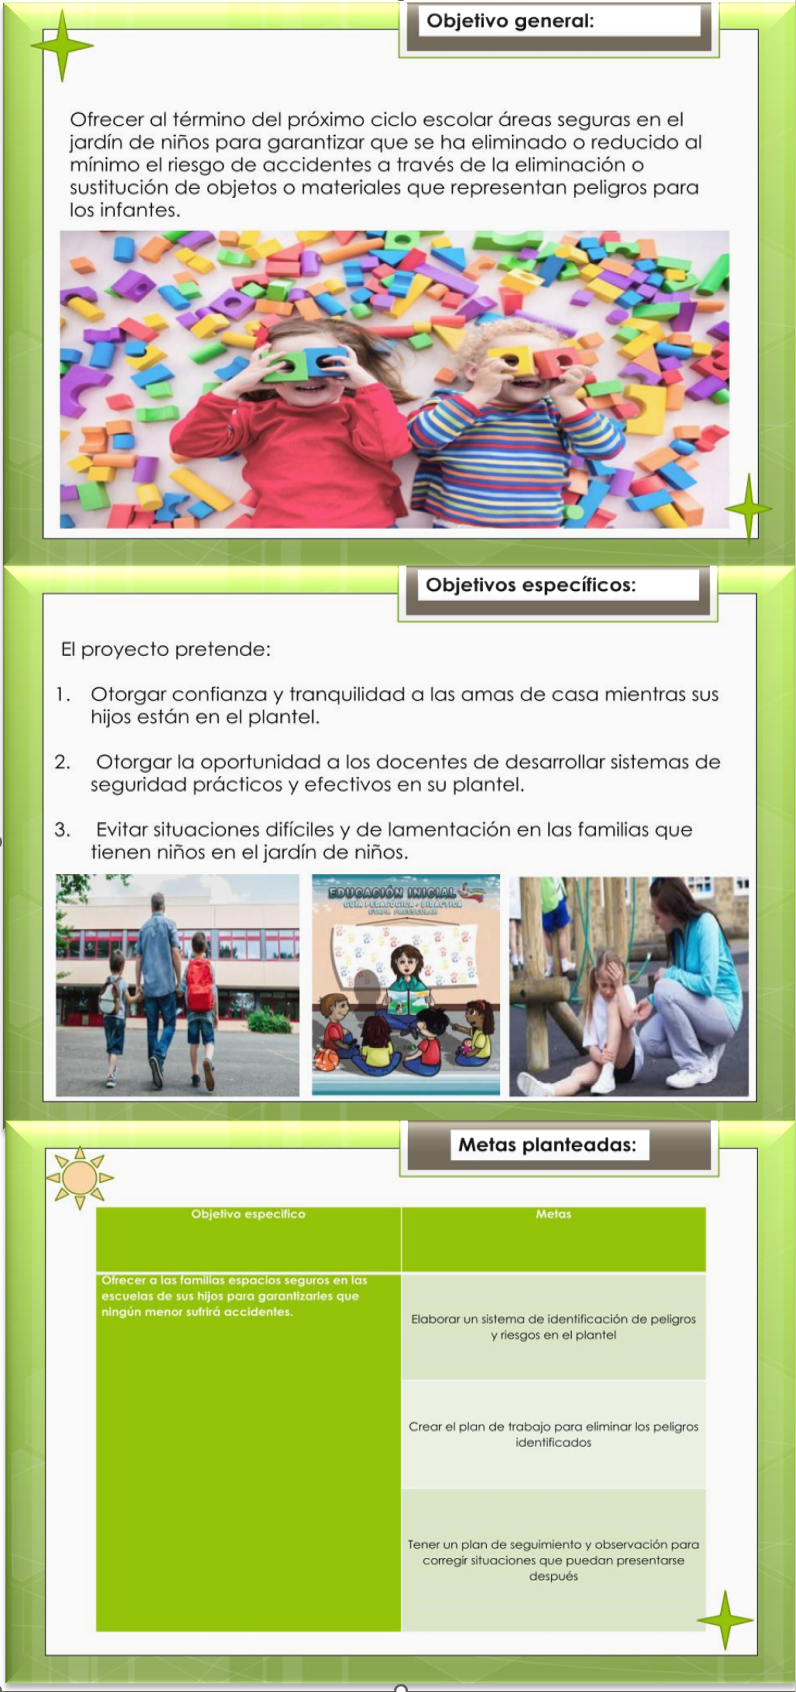 Objetivo general:
Ofrecer al término del próximo ciclo escolar áreas seguras en el
jardín de niños para garantizar que se ha eliminado o reducido al
mínimo el riesgo de accidentes a través de la eliminación o
sustitución de objetos o materiales que representan peligros para
los infantes.
Objetivos específicos:
El proyecto pretende:
1. Otorgar confianza y tranquilidad a las amas de casa mientras sus
hijos están en el plantel.
2. Otorgar la oportunidad a los docentes de desarrollar sistemas de
seguridad prácticos y efectivos en su plantel.
3. Evitar situaciones difíciles y de lamentación en las familias que
tienen niños en el jardín de niños.
EDUCACIÓN INICIAL
GUÍA PEDAGÓGICA - DIDÁCTICA
ETAPA PREESCOLAR
Metas planteadas:
Objetivo específico
Metas
Ofrecer a las familias espacios seguros en las
escuelas de sus hijos para garantizarles que
ningún menor sufrirá accidentes.
Elaborar un sistema de identificación de peligros
y riesgos en el plantel
Crear el plan de trabajo para eliminar los peligros
identificados
Tener un plan de seguimiento y observación para
corregir situaciones que puedan presentarse
después